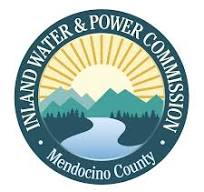 INLAND WATER & POWER COMMISSION
Mendocino County